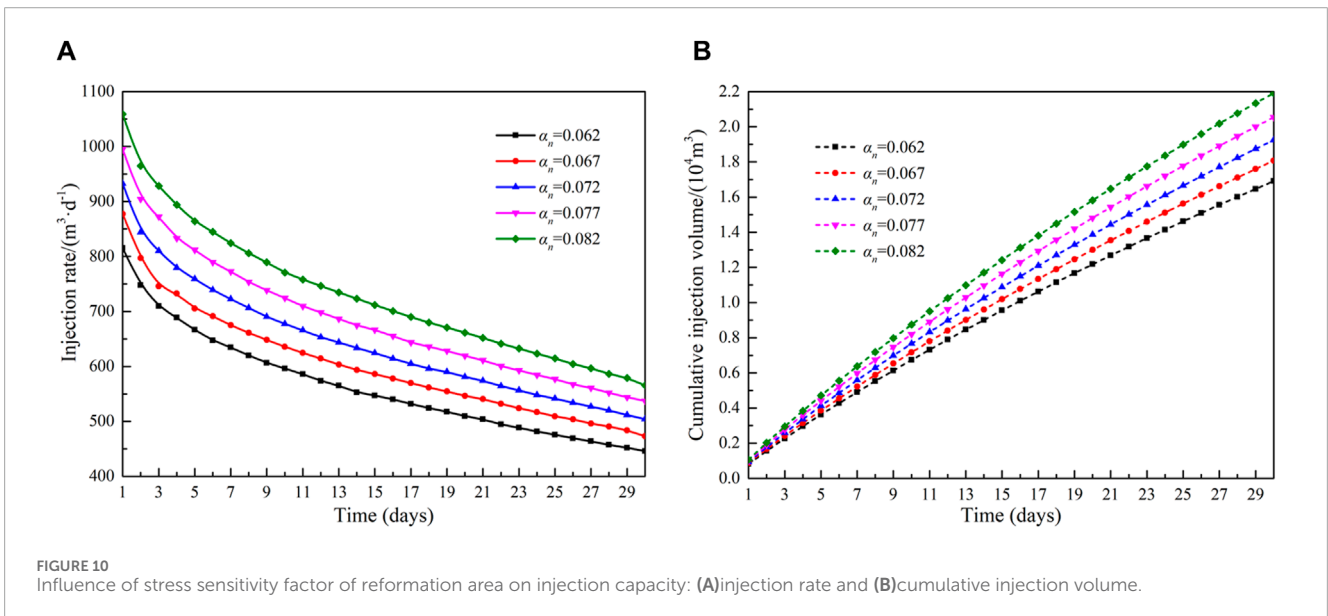 A
1100
1000
900
800
700
600
500
400
Injection rate/(m³·d⁻¹)
αn=0.062
αn=0.067
αn=0.072
αn=0.077
αn=0.082
1 3 5 7 9 11 13 15 17 19 21 23 25 27 29
Time (days)
B
2.2
2.0
1.8
1.6
1.4
1.2
1.0
0.8
0.6
0.4
0.2
0.0
Cumulative injection volume/(10⁴m³)
αn=0.062
αn=0.067
αn=0.072
αn=0.077
αn=0.082
1 3 5 7 9 11 13 15 17 19 21 23 25 27 29
Time (days)
FIGURE 10
Influence of stress sensitivity factor of reformation area on injection capacity: (A)injection rate and (B)cumulative injection volume.